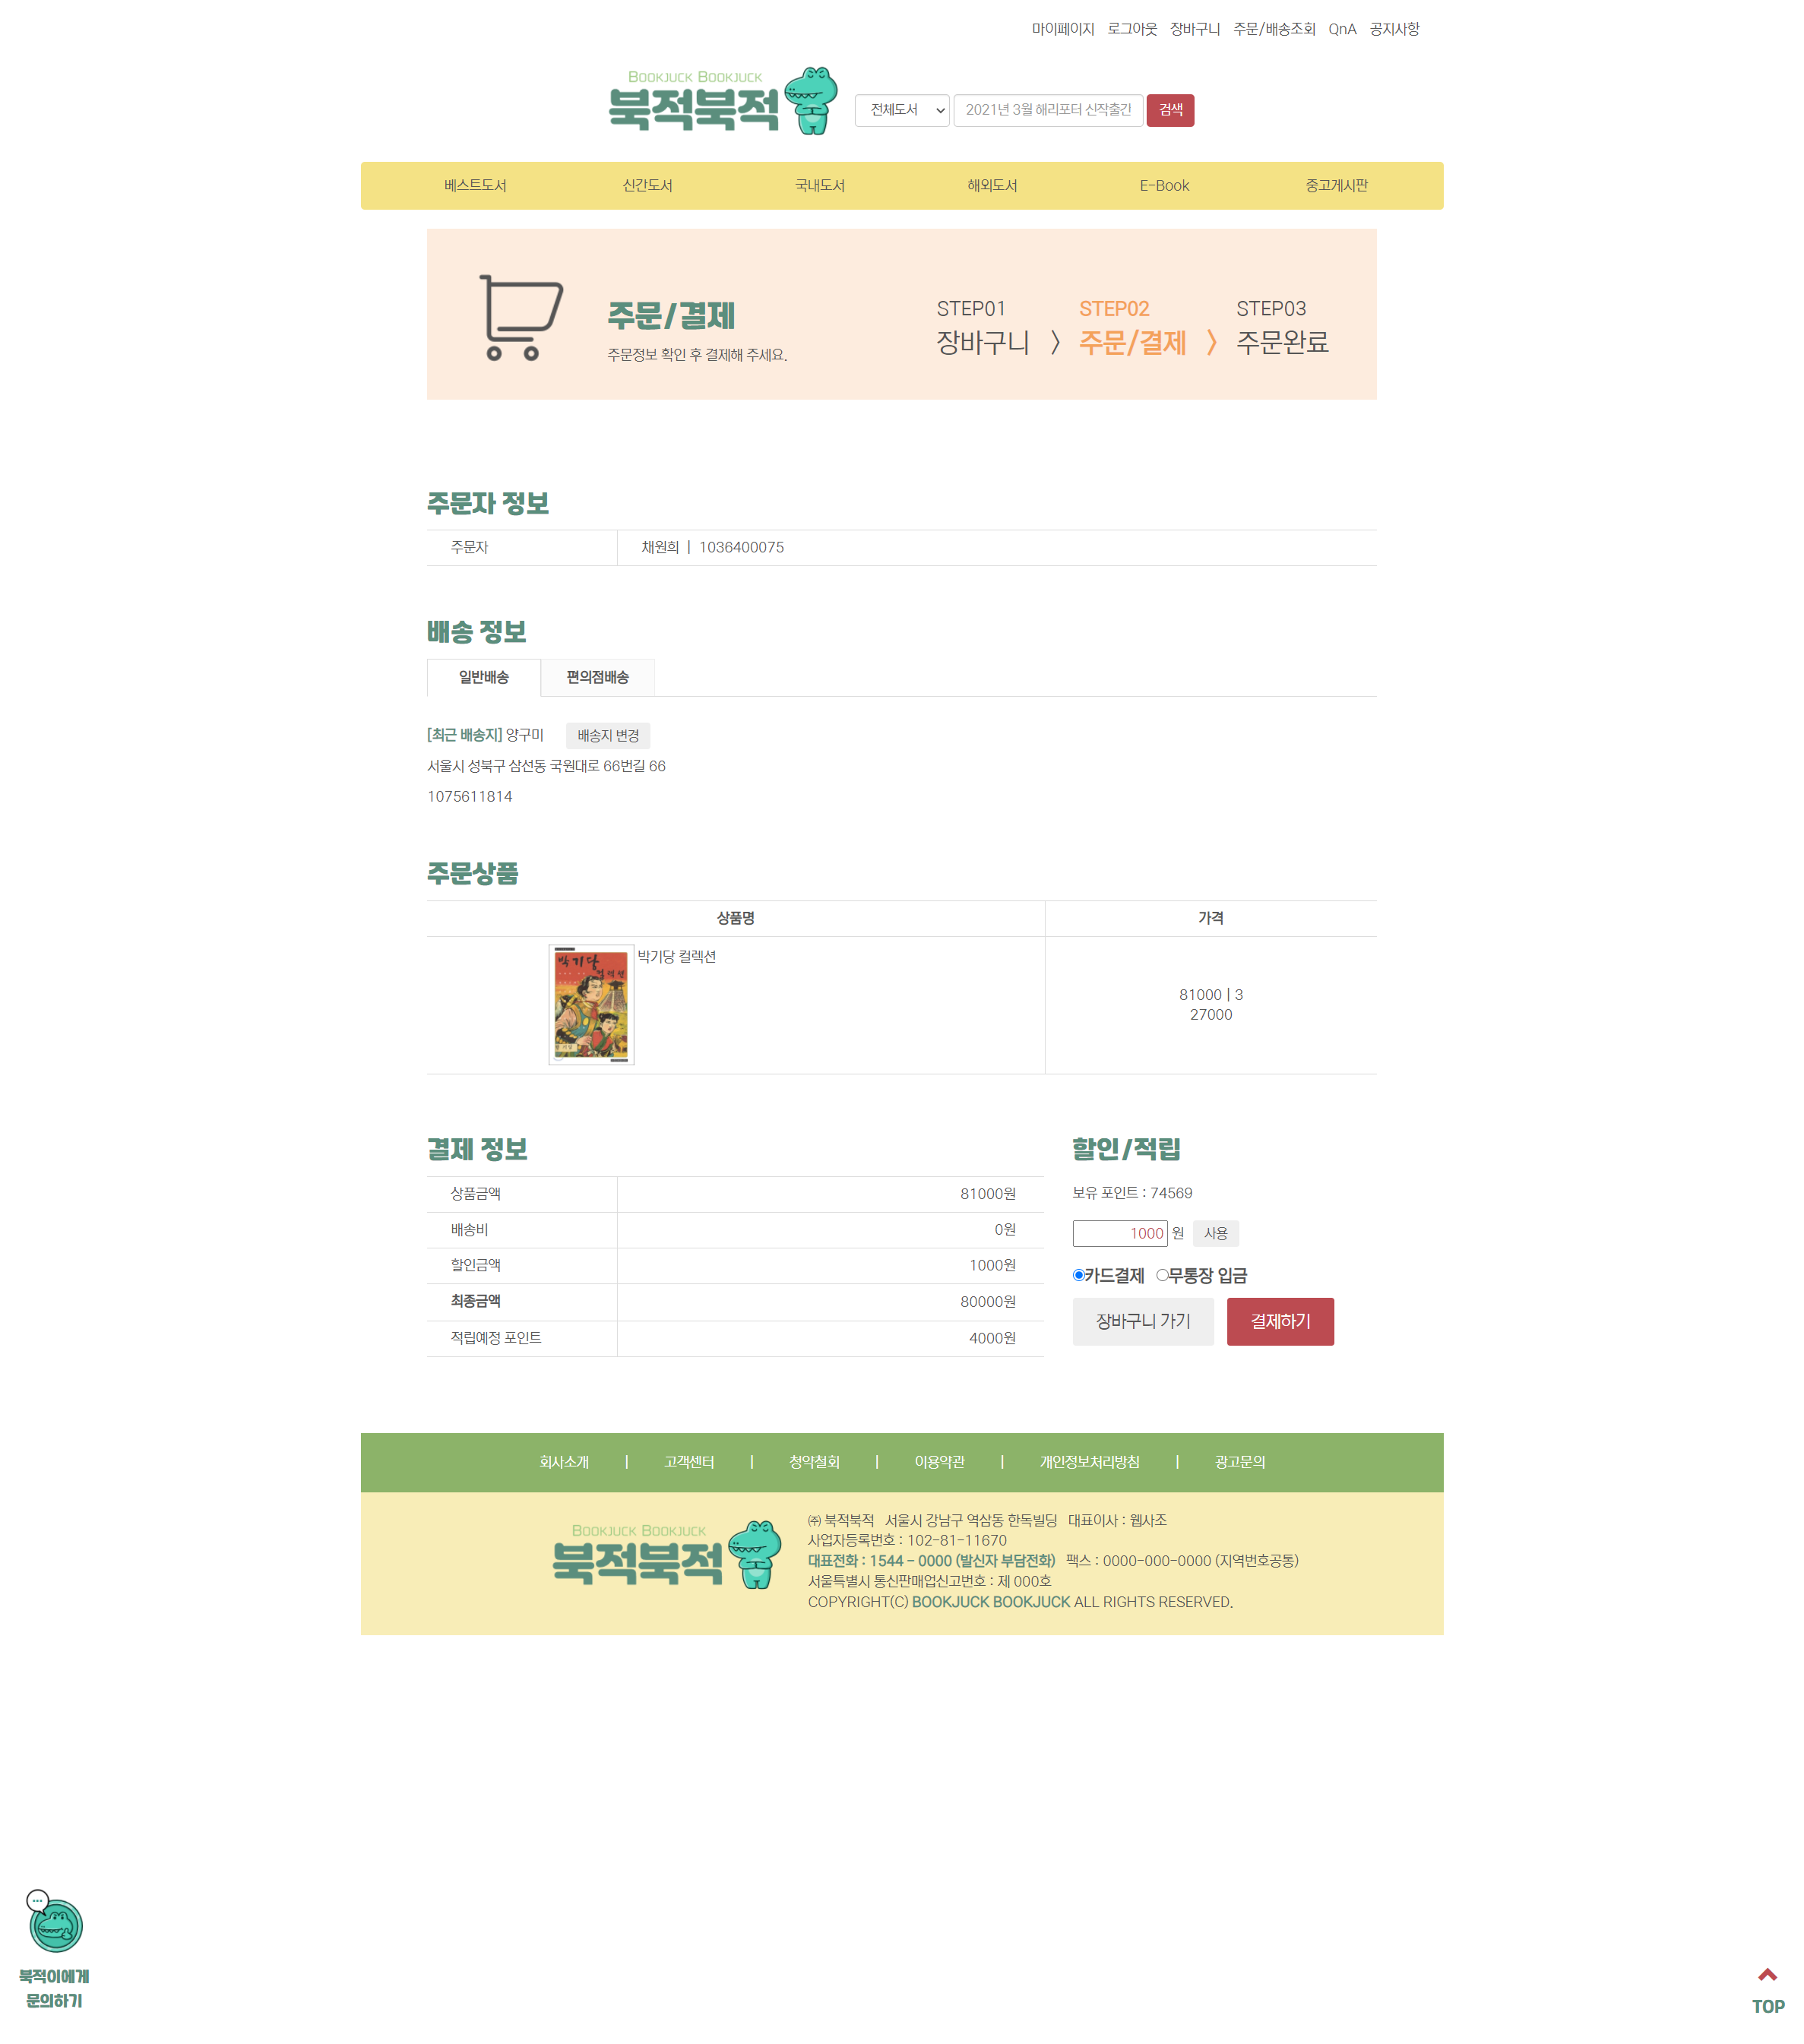 마이페이지 로그아웃 장바구니 주문/배송조회 QnA 공지사항
BOOKJUCK BOOKJUCK
북적북적
전체도서 2021년 3월 해리포터 신작출간 검색
베스트도서 신간도서 국내도서 해외도서 E-Book 중고게시판
주문/결제
주문정보 확인 후 결제해 주세요.
STEP01 STEP02 STEP03
장바구니 > 주문/결제 > 주문완료
주문자 정보
주문자 채원희 | 1036400075
배송 정보
일반배송 편의점배송
[최근 배송지] 양구미 배송지 변경
서울시 성북구 삼선동 국원대로 66번길 66
1075611814
주문상품
상품명 가격
박기당 컬렉션
박기당 컬렉션
81000 | 3
27000
결제 정보
상품금액 81000원
배송비 0원
할인금액 1000원
최종금액 80000원
적립예정 포인트 4000원
할인/적립
보유 포인트 : 74569
1000 원 사용
카드결제 무통장 입금
장바구니 가기 결제하기
회사소개 | 고객센터 | 청약철회 | 이용약관 | 개인정보처리방침 | 광고문의
BOOKJUCK BOOKJUCK
북적북적
㈜ 북적북적 서울시 강남구 역삼동 한독빌딩 대표이사 : 웹사조
사업자등록번호 : 102-81-11670
대표전화 : 1544 - 0000 (발신자 부담전화) 팩스 : 0000-000-0000 (지역번호공통)
서울특별시 통신판매업신고번호 : 제 000호
COPYRIGHT(C) BOOKJUCK BOOKJUCK ALL RIGHTS RESERVED.
북적이에게
문의하기
TOP